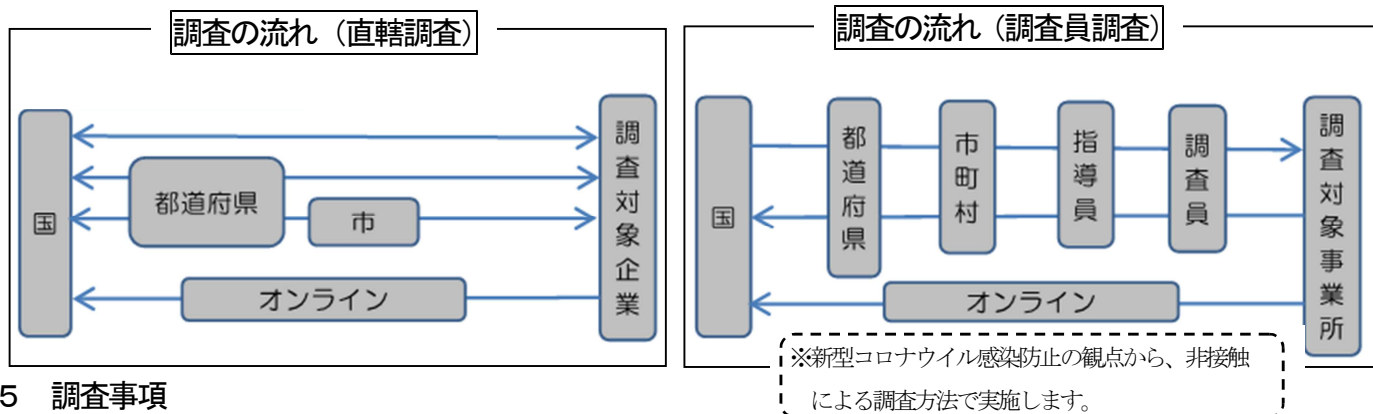 調査の流れ（直轄調査）
国
都道府県
市
オンライン
調査対象企業
調査の流れ（調査員調査）
国
都道府県
市町村
指導員
調査員
オンライン
調査対象事業所
※新型コロナウイル感染防止の観点から、非接触
による調査方法で実施します。
5　調査事項